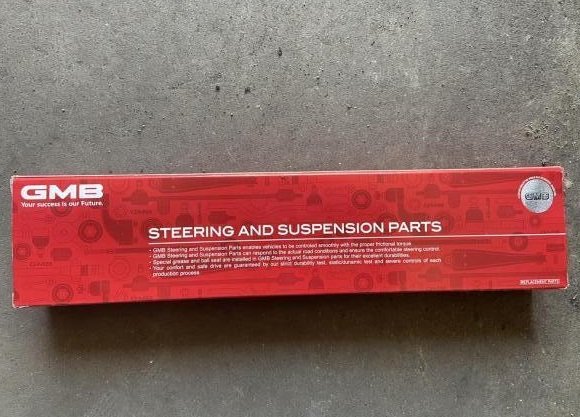 GMB
Your success is our Future.
GMB
STEERING AND SUSPENSION PARTS
· GMB Steering and Suspension Parts enables vehicles to be controled smoothly with the proper frictional torque.
· GMB Steering and Suspension Parts can respond to the actual road conditions and ensure the comfortable steering control.
· Special grease and ball seat are installed in GMB Steering and Suspension parts for their excellent durabilities.
· Your confort and safe drive are guaranteed by our strict durability test, static/dynamic test and severe controls of each
production process.
REPLACEMENT PARTS